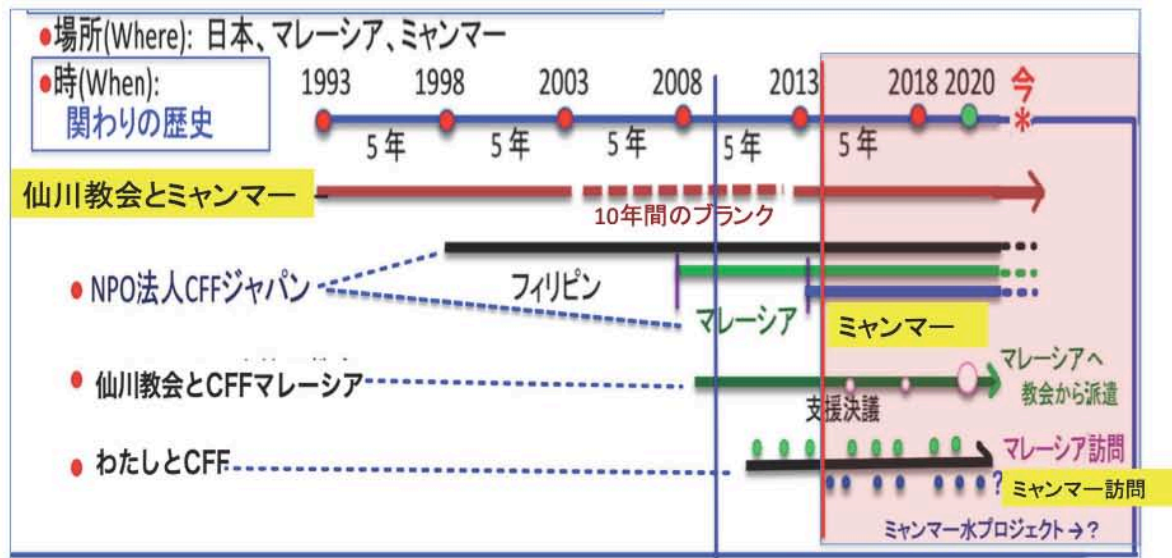 ●場所(Where): 日本、マレーシア、ミャンマー
●時(When):
関わりの歴史
1993 1998 2003 2008 2013 2018 2020 今
*
5年 5年 5年 5年 5年
仙川教会とミャンマー
10年間のブランク
●NPO法人CFFジャパン
フィリピン
マレーシア
ミャンマー
●仙川教会とCFFマレーシア
マレーシアへ
教会から派遣
支援決議
●わたしとCFF
マレーシア訪問
? ミャンマー訪問
ミャンマー水プロジェクト→?